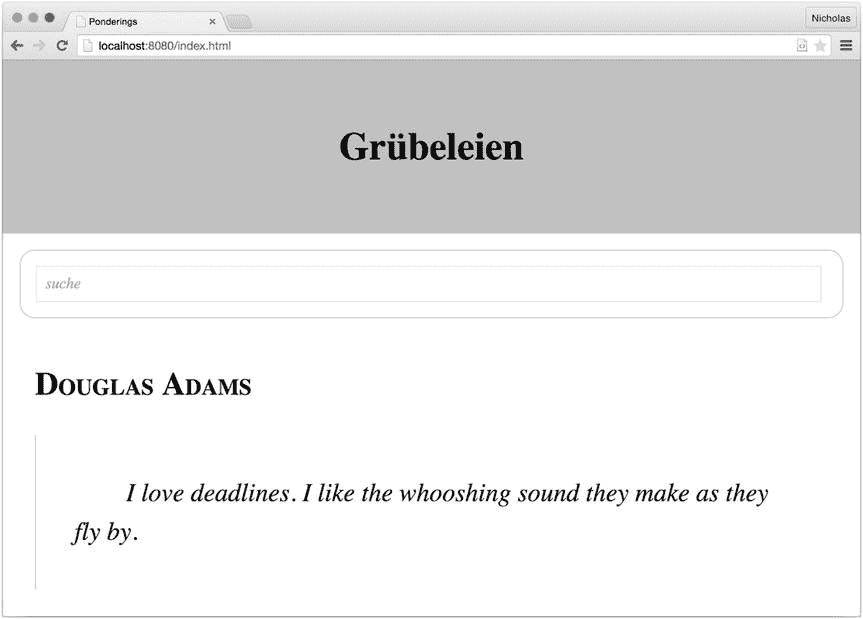 Ponderings
Nicholas
localhost:8080/index.html
Grübeleien
suche
Douglas Adams
I love deadlines. I like the whooshing sound they make as they
fly by.